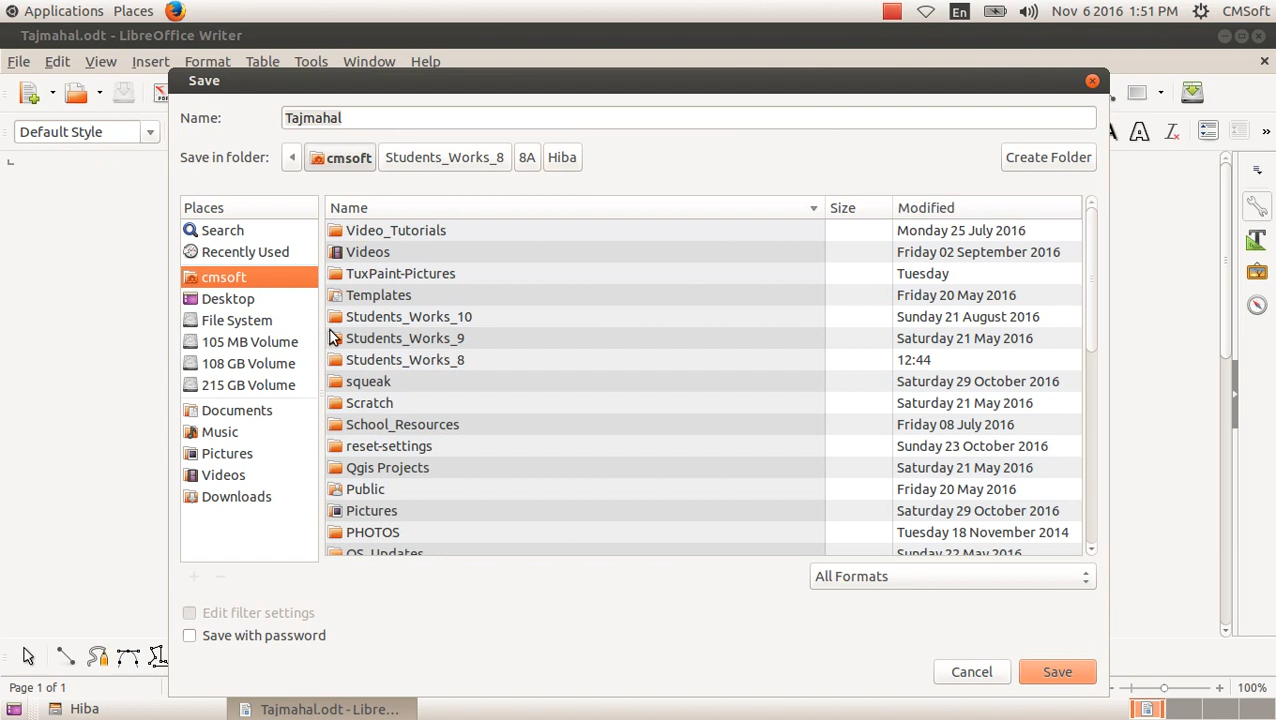 Applications Places En Nov 6 2016 1:51 PM CMSoft
Tajmahal.odt - LibreOffice Writer
File Edit View Insert Format Table Tools Window Help
Save
Name: Tajmahal
Default Style
Save in folder: cmsoft Students_Works_8 8A Hiba Create Folder
Places Name Size Modified
Search Video_Tutorials Monday 25 July 2016
Recently Used Videos Friday 02 September 2016
cmsoft TuxPaint-Pictures Tuesday
Desktop Templates Friday 20 May 2016
File System Students_Works_10 Sunday 21 August 2016
105 MB Volume Students_Works_9 Saturday 21 May 2016
108 GB Volume Students_Works_8 12:44
215 GB Volume squeak Saturday 29 October 2016
Documents Scratch Saturday 21 May 2016
Music School_Resources Friday 08 July 2016
Pictures reset-settings Sunday 23 October 2016
Videos Qgis Projects Saturday 21 May 2016
Downloads Public Friday 20 May 2016
Pictures Saturday 29 October 2016
PHOTOS Tuesday 18 November 2014
OS_Updates Sunday 22 May 2016
All Formats
Edit filter settings
Save with password
Cancel Save
Page 1 of 1 100%
Hiba Tajmahal.odt - Libre...